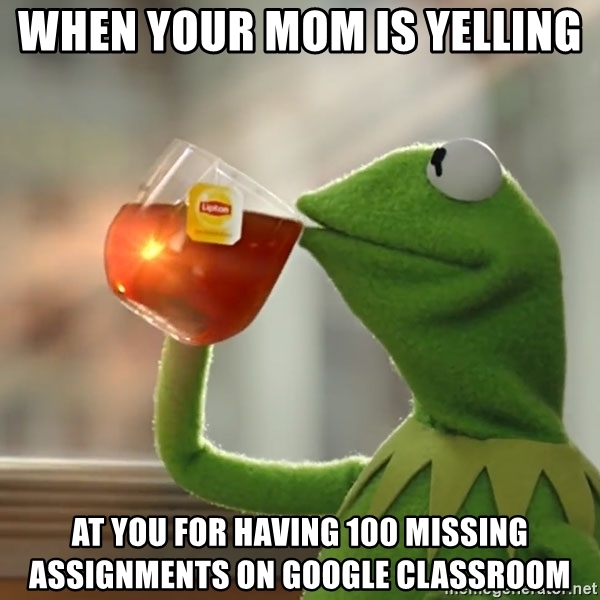 WHEN YOUR MOM IS YELLING
Lipton
AT YOU FOR HAVING 100 MISSING
ASSIGNMENTS ON GOOGLE CLASSROOM
memegenerator.net